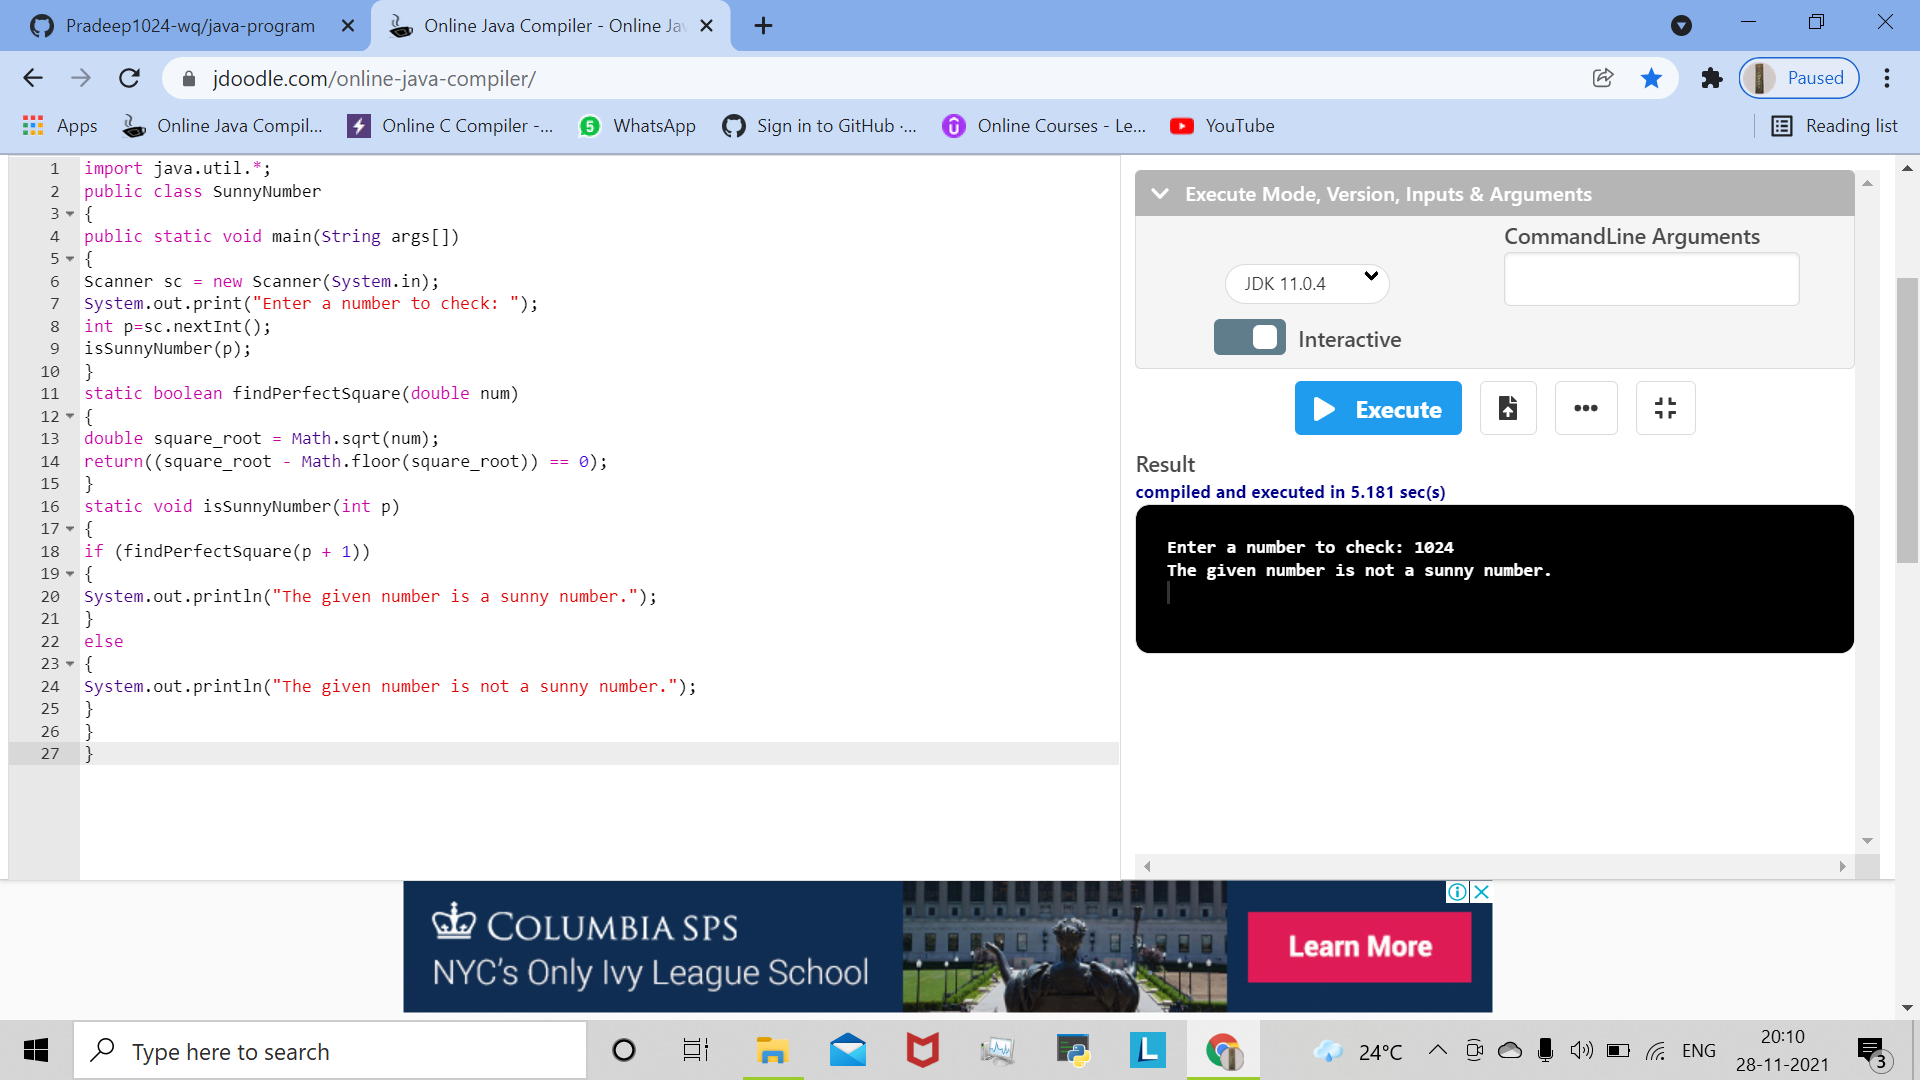 Pradeep1024-wq/java-program
Online Java Compiler - Online Ja
jdoodle.com/online-java-compiler/
Paused
Apps
Online Java Compil...
Online C Compiler -...
WhatsApp
Sign in to GitHub ·...
Online Courses - Le...
YouTube
Reading list
1 import java.util.*;
2 public class SunnyNumber
3 {
4 public static void main(String args[])
5 {
6 Scanner sc = new Scanner(System.in);
7 System.out.print("Enter a number to check: ");
8 int p=sc.nextInt();
9 isSunnyNumber(p);
10 }
11 static boolean findPerfectSquare(double num)
12 {
13 double square_root = Math.sqrt(num);
14 return((square_root - Math.floor(square_root)) == 0);
15 }
16 static void isSunnyNumber(int p)
17 {
18 if (findPerfectSquare(p + 1))
19 {
20 System.out.println("The given number is a sunny number.");
21 }
22 else
23 {
24 System.out.println("The given number is not a sunny number.");
25 }
26 }
27 }
Execute Mode, Version, Inputs & Arguments
CommandLine Arguments
JDK 11.0.4
Interactive
Execute
Result
compiled and executed in 5.181 sec(s)
Enter a number to check: 1024
The given number is not a sunny number.
COLUMBIA SPS
NYC's Only Ivy League School
Learn More
Type here to search
L
24°C
ENG
20:10
28-11-2021
3